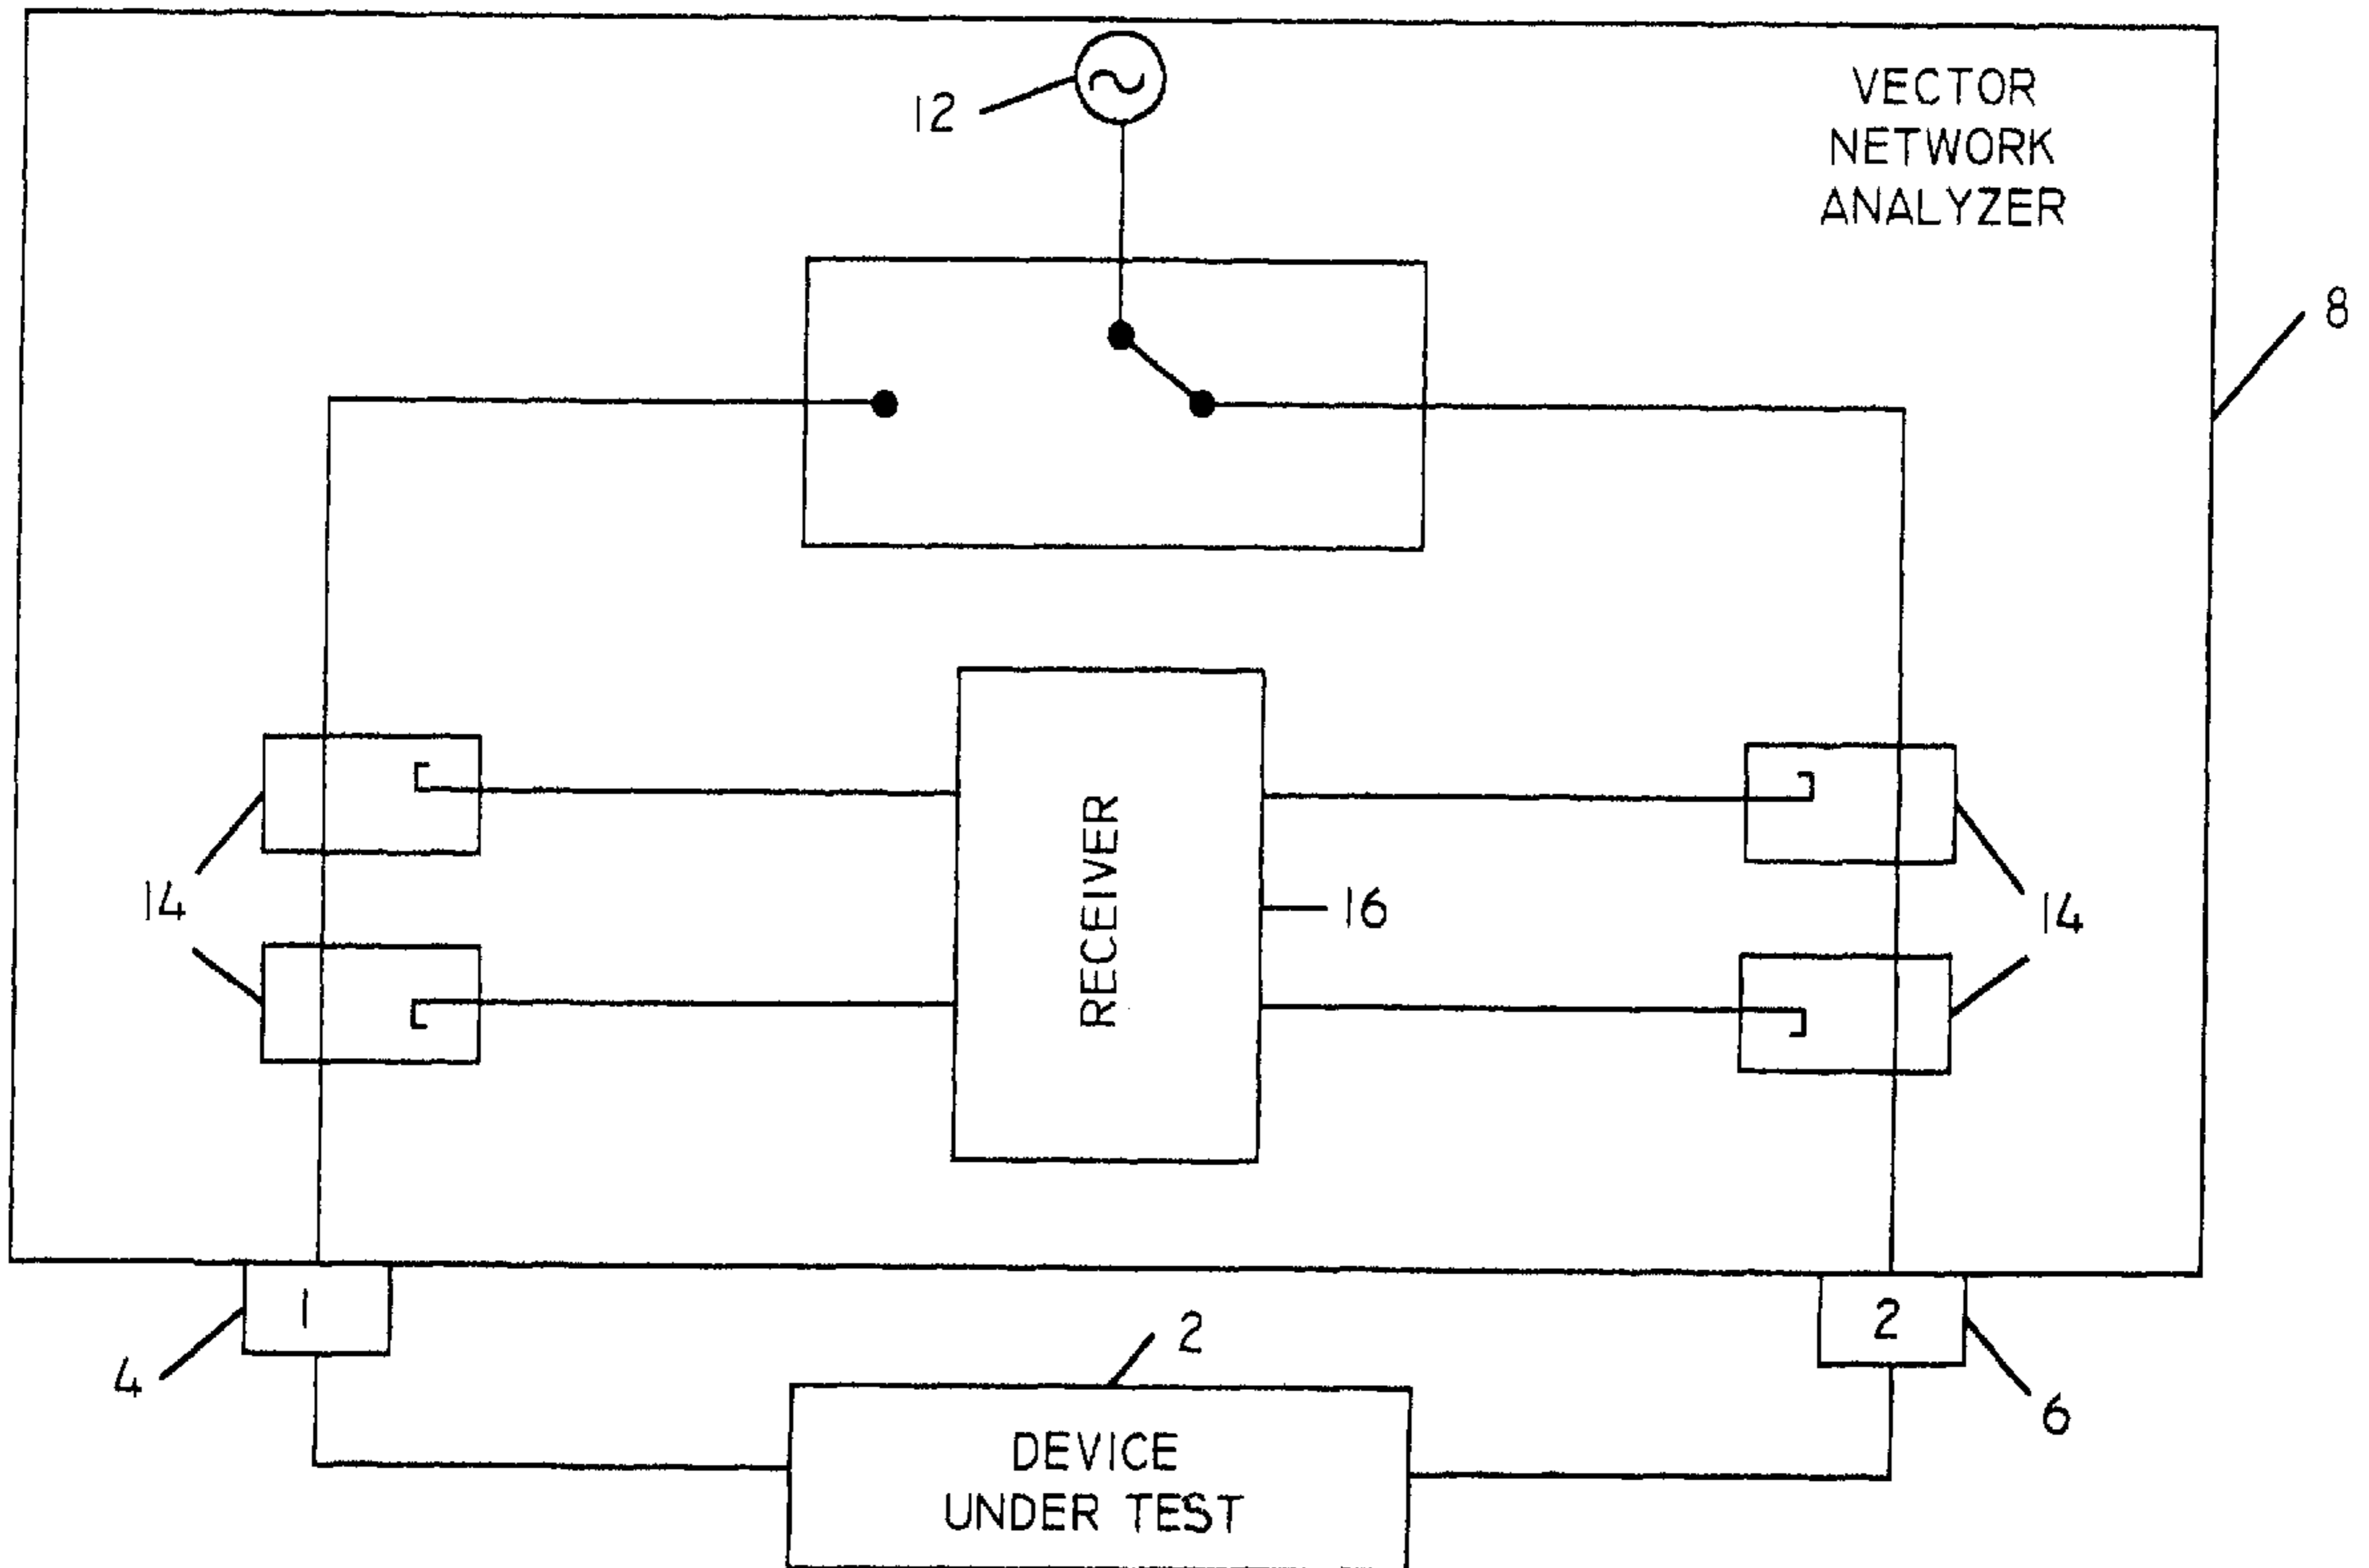 VECTOR
NETWORK
ANALYZER
12
8
RECEIVER
14
16
14
1
2
4
2
6
DEVICE
UNDER TEST